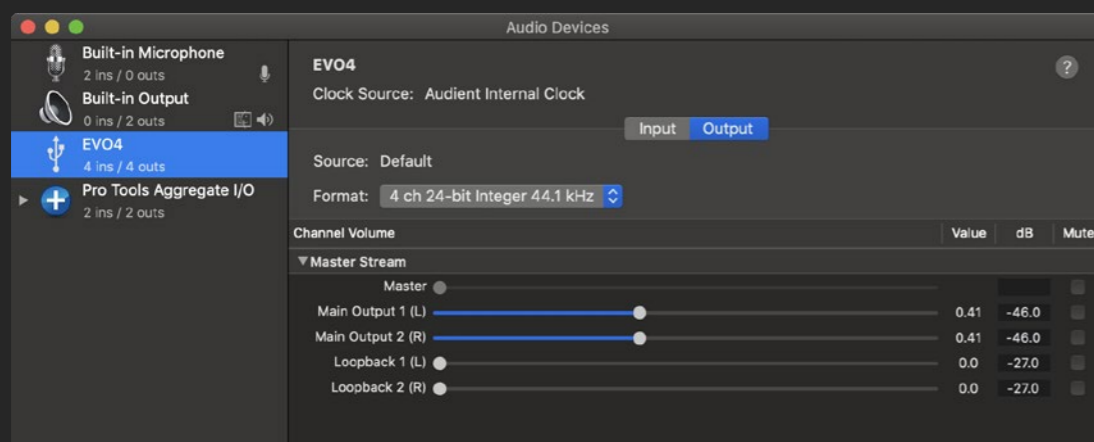 Audio Devices
Built-in Microphone
2 ins / 0 outs
Built-in Output
0 ins / 2 outs
EVO4
4 ins / 4 outs
Pro Tools Aggregate I/O
2 ins / 2 outs
EVO4
?
Clock Source: Audient Internal Clock
Input Output
Source: Default
Format: 4 ch 24-bit Integer 44.1 kHz
Channel Volume Value dB Mute
Master Stream
Master
Main Output 1 (L) 0.41 -46.0
Main Output 2 (R) 0.41 -46.0
Loopback 1 (L) 0.0 -27.0
Loopback 2 (R) 0.0 -27.0